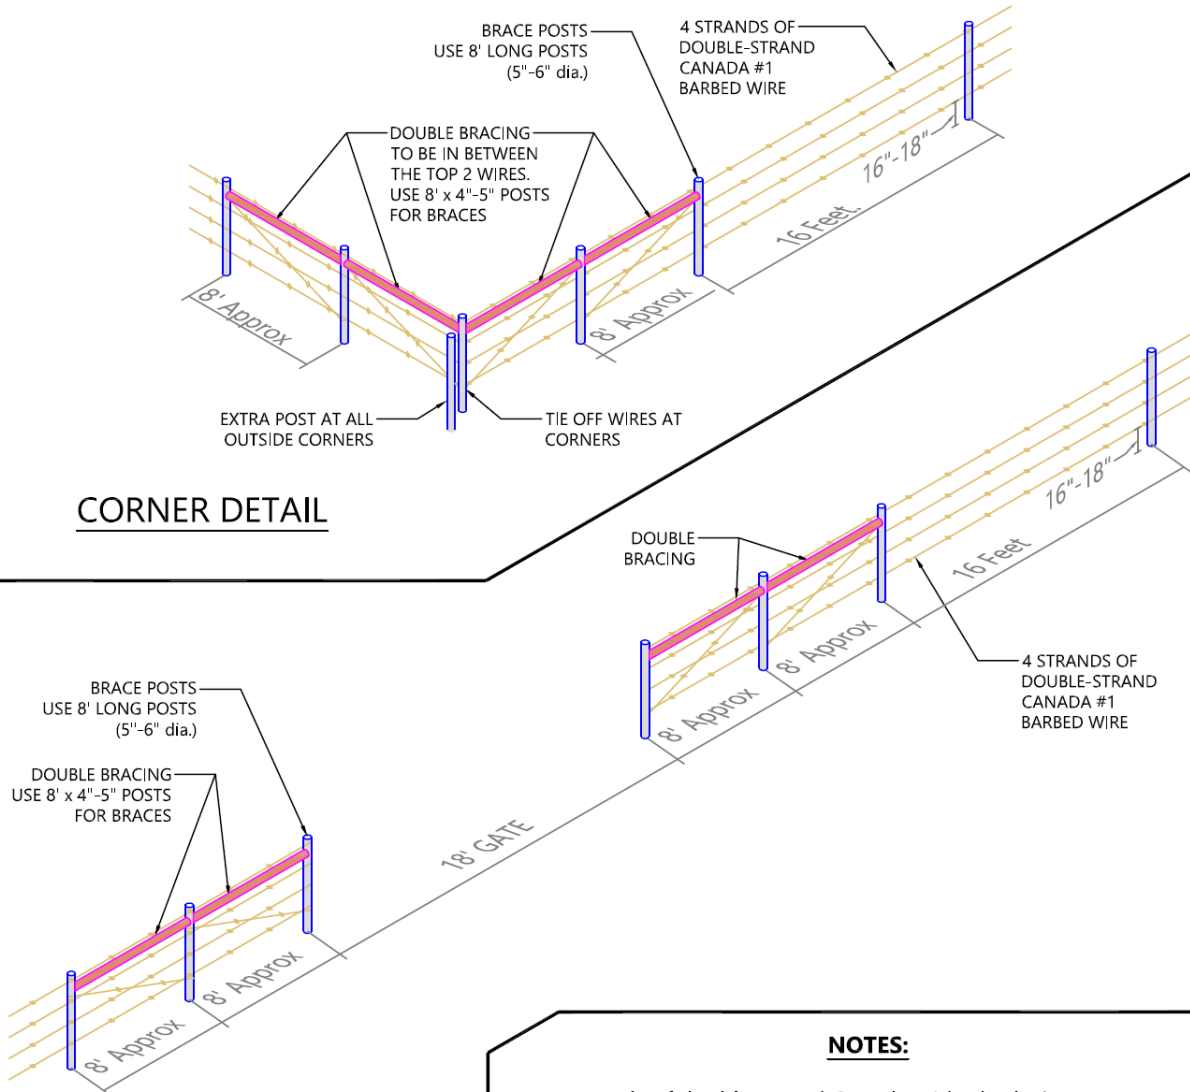 BRACE POSTS
USE 8' LONG POSTS
(5"-6" dia.)
4 STRANDS OF
DOUBLE-STRAND
CANADA #1
BARBED WIRE
DOUBLE BRACING
TO BE IN BETWEEN
THE TOP 2 WIRES.
USE 8' x 4"-5" POSTS
FOR BRACES
16"-18"
16 Feet.
8' Approx
8' Approx
EXTRA POST AT ALL
OUTSIDE CORNERS
TIE OFF WIRES AT
CORNERS
CORNER DETAIL
DOUBLE
BRACING
16"-18"
16 Feet
8' Approx
8' Approx
4 STRANDS OF
DOUBLE-STRAND
CANADA #1
BARBED WIRE
BRACE POSTS
USE 8' LONG POSTS
(5"-6" dia.)
DOUBLE BRACING
USE 8' x 4"-5" POSTS
FOR BRACES
18' GATE
8' Approx
8' Approx
NOTES: